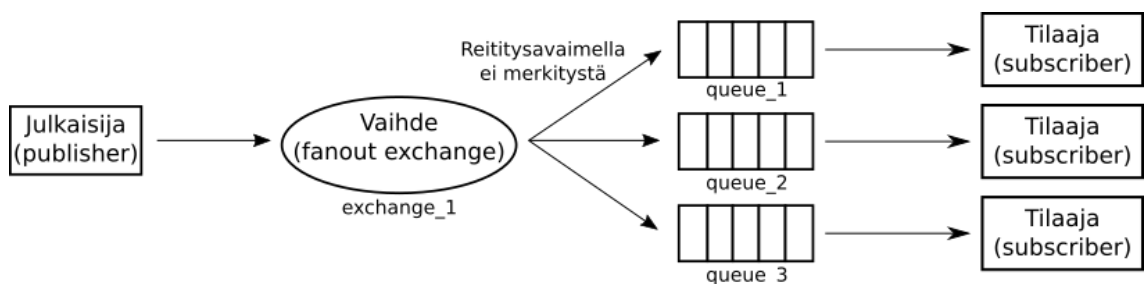 Julkaisija
(publisher)
Vaihde
(fanout exchange)
exchange_1
Reititysavaimella
ei merkitystä
queue_1
queue_2
queue_3
Tilaaja
(subscriber)
Tilaaja
(subscriber)
Tilaaja
(subscriber)